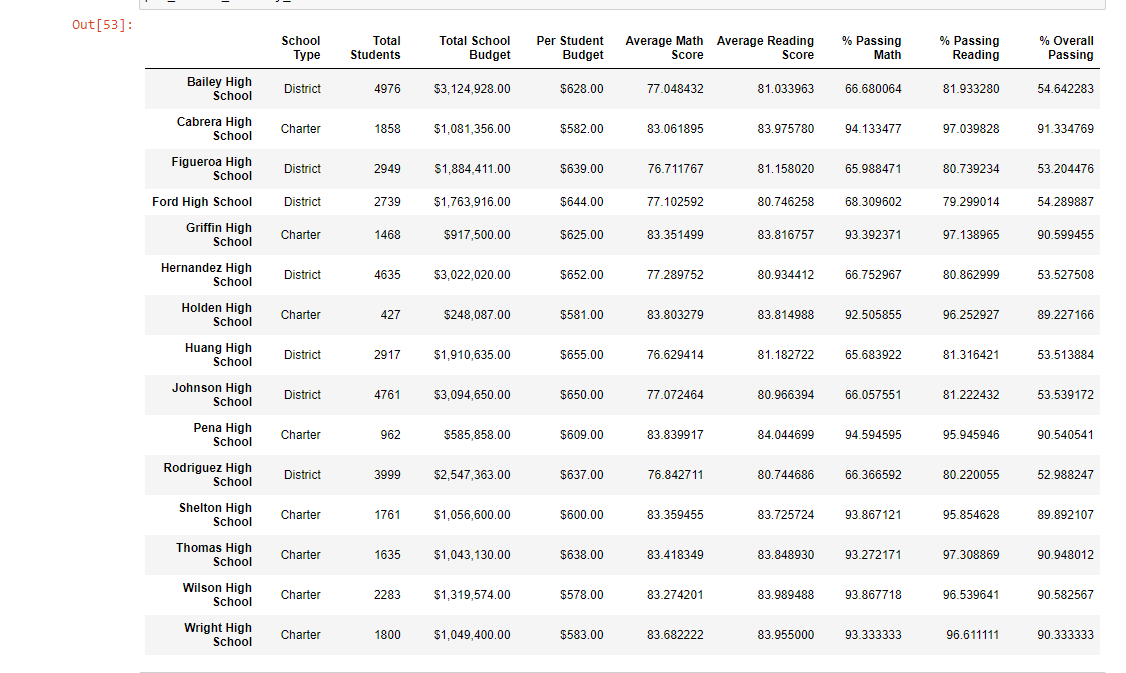 Out[53]:
School Type Total Students Total School Budget Per Student Budget Average Math Score Average Reading Score % Passing Math % Passing Reading % Overall Passing
Bailey High School District 4976 $3,124,928.00 $628.00 77.048432 81.033963 66.680064 81.933280 54.642283
Cabrera High School Charter 1858 $1,081,356.00 $582.00 83.061895 83.975780 94.133477 97.039828 91.334769
Figueroa High School District 2949 $1,884,411.00 $639.00 76.711767 81.158020 65.988471 80.739234 53.204476
Ford High School District 2739 $1,763,916.00 $644.00 77.102592 80.746258 68.309602 79.299014 54.289887
Griffin High School Charter 1468 $917,500.00 $625.00 83.351499 83.816757 93.392371 97.138965 90.599455
Hernandez High School District 4635 $3,022,020.00 $652.00 77.289752 80.934412 66.752967 80.862999 53.527508
Holden High School Charter 427 $248,087.00 $581.00 83.803279 83.814988 92.505855 96.252927 89.227166
Huang High School District 2917 $1,910,635.00 $655.00 76.629414 81.182722 65.683922 81.316421 53.513884
Johnson High School District 4761 $3,094,650.00 $650.00 77.072464 80.966394 66.057551 81.222432 53.539172
Pena High School Charter 962 $585,858.00 $609.00 83.839917 84.044699 94.594595 95.945946 90.540541
Rodriguez High School District 3999 $2,547,363.00 $637.00 76.842711 80.744686 66.366592 80.220055 52.988247
Shelton High School Charter 1761 $1,056,600.00 $600.00 83.359455 83.725724 93.867121 95.854628 89.892107
Thomas High School Charter 1635 $1,043,130.00 $638.00 83.418349 83.848930 93.272171 97.308869 90.948012
Wilson High School Charter 2283 $1,319,574.00 $578.00 83.274201 83.989488 93.867718 96.539641 90.582567
Wright High School Charter 1800 $1,049,400.00 $583.00 83.682222 83.955000 93.333333 96.611111 90.333333